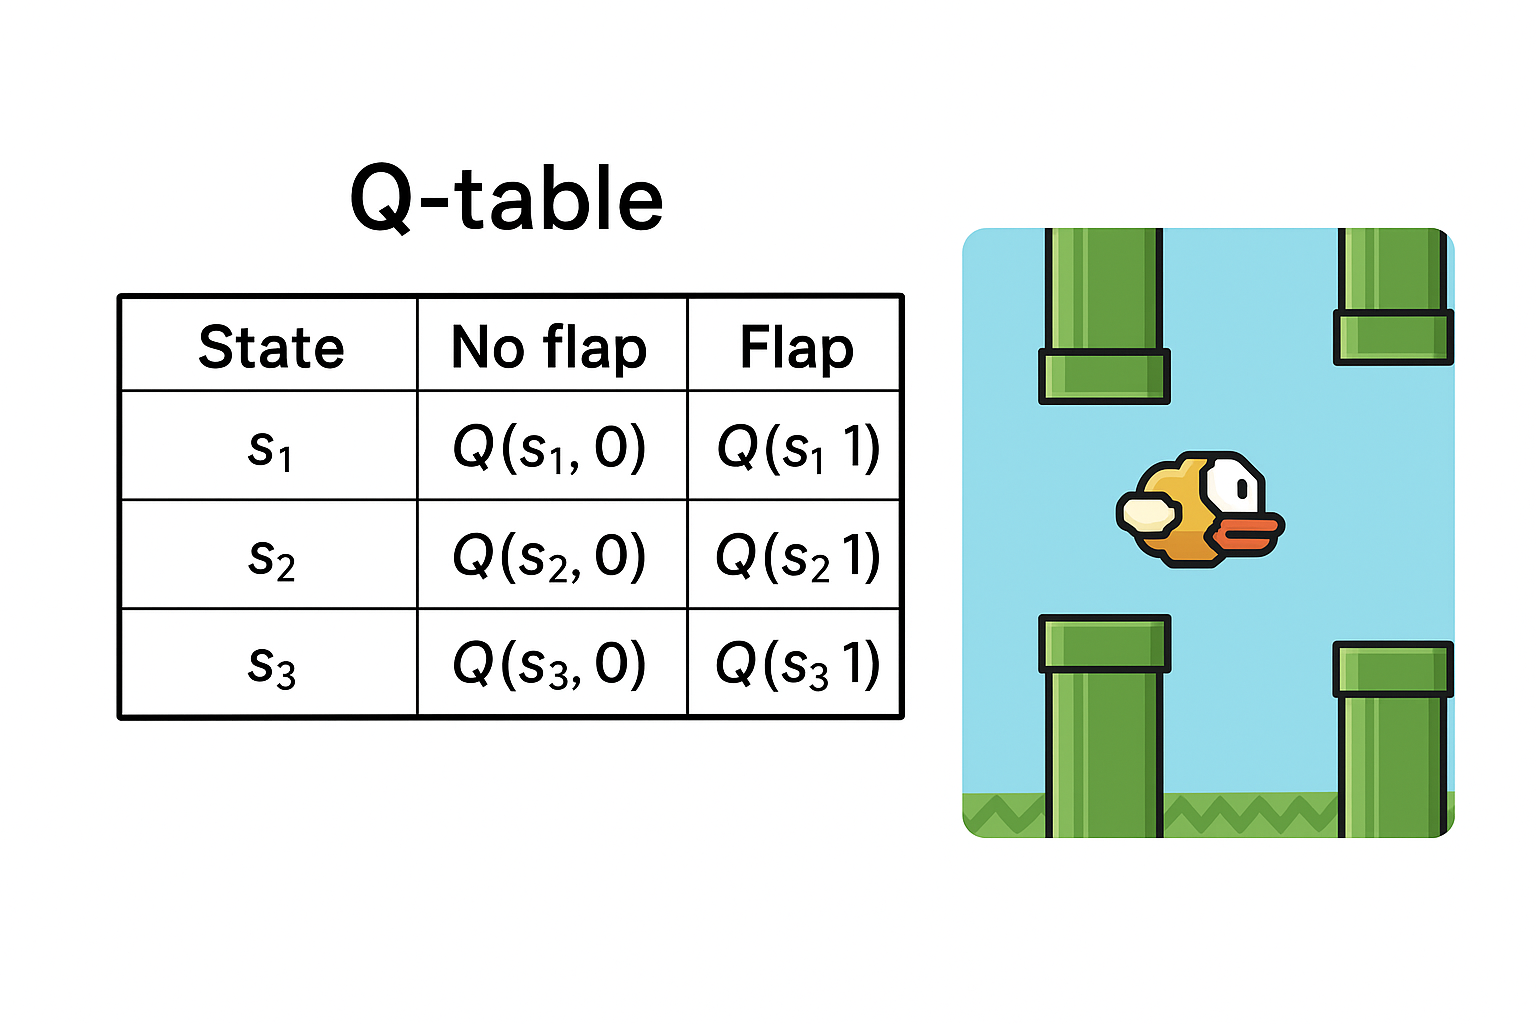 Q-table
State No flap Flap
s₁ Q(s₁, 0) Q(s₁ 1)
s₂ Q(s₂, 0) Q(s₂ 1)
s₃ Q(s₃, 0) Q(s₃ 1)